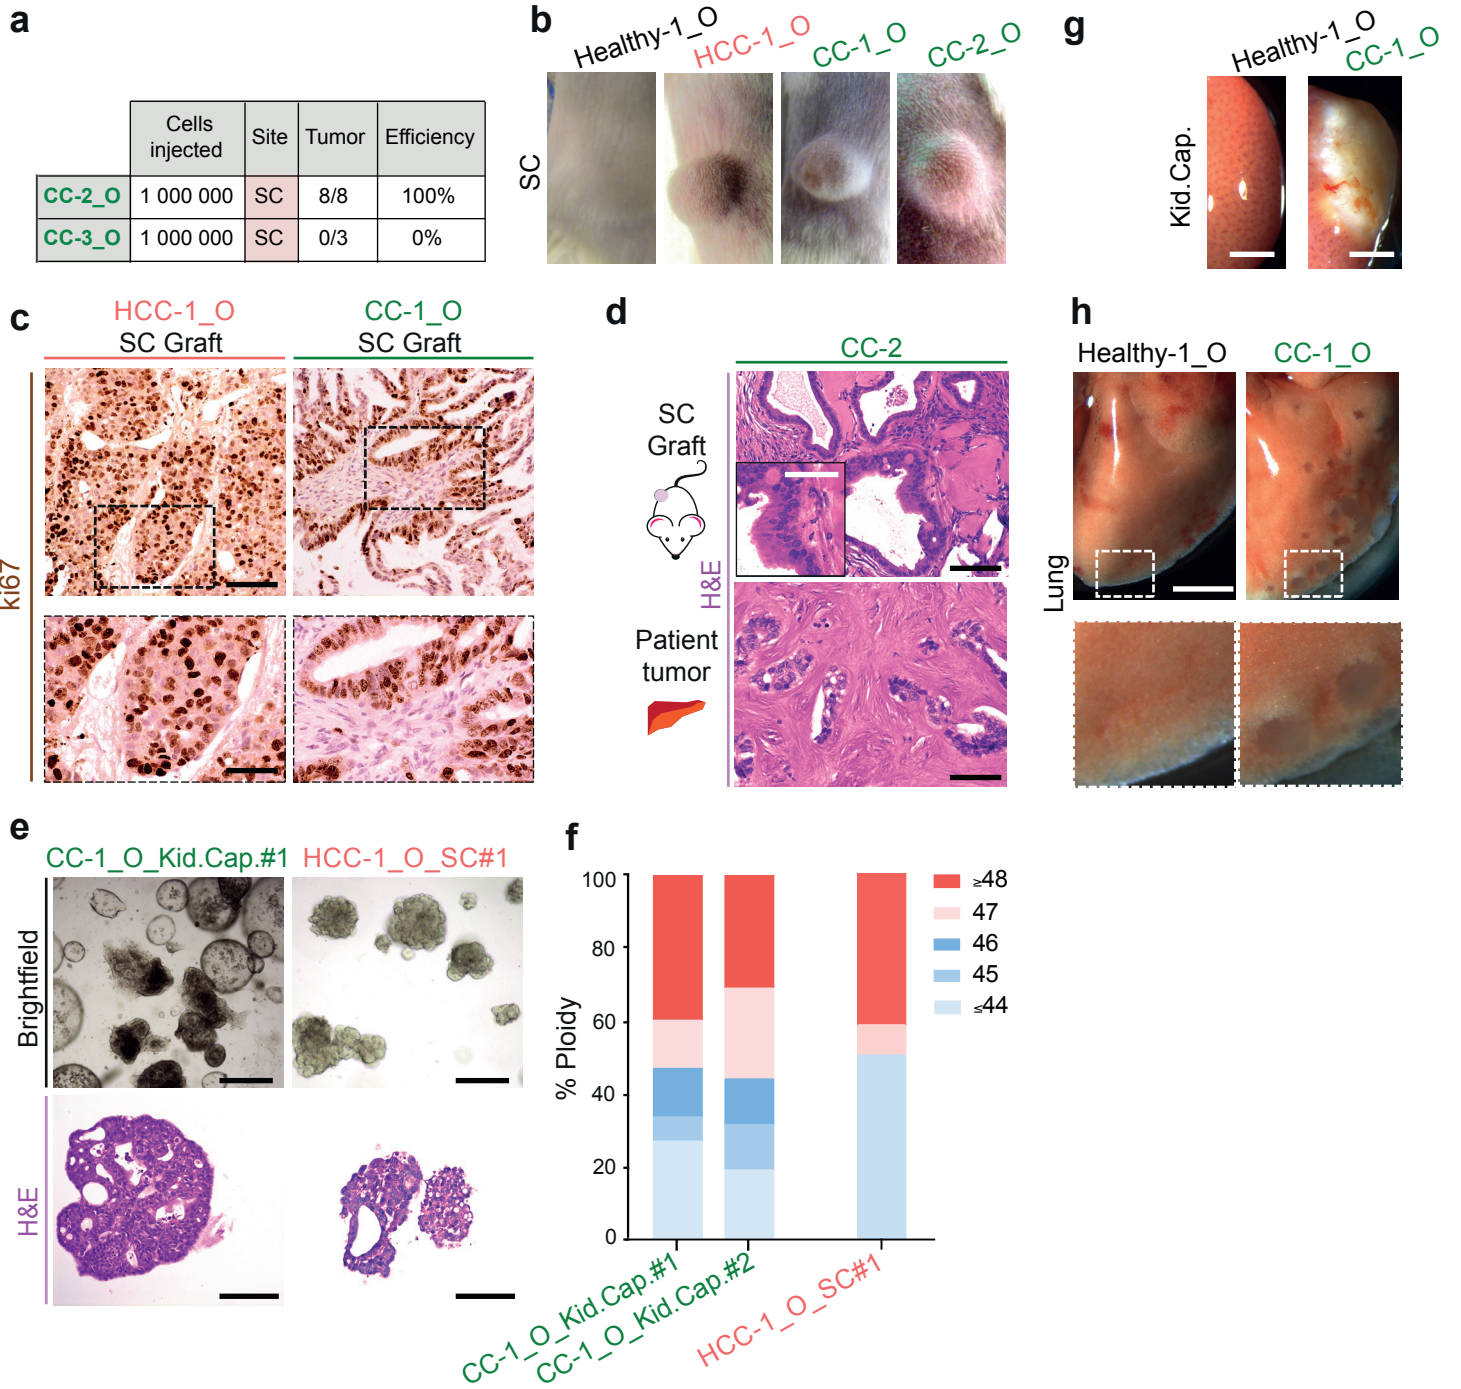 a
Cells injected Site Tumor Efficiency
CC-2_O 1 000 000 SC 8/8 100%
CC-3_O 1 000 000 SC 0/3 0%
b
Healthy-1_O HCC-1_O CC-1_O CC-2_O
SC
g
Healthy-1_O
CC-1_O
Kid.Cap.
c
HCC-1_O
SC Graft
CC-1_O
SC Graft
ki67
d
CC-2
SC
Graft
H&E
Patient
tumor
h
Healthy-1_O CC-1_O
Lung
e
CC-1_O_Kid.Cap.#1 HCC-1_O_SC#1
Brightfield
H&E
f
% Ploidy
100
80
60
40
20
0
≥48
47
46
45
≤44
CC-1_O_Kid.Cap.#1
CC-1_O_Kid.Cap.#2
HCC-1_O_SC#1